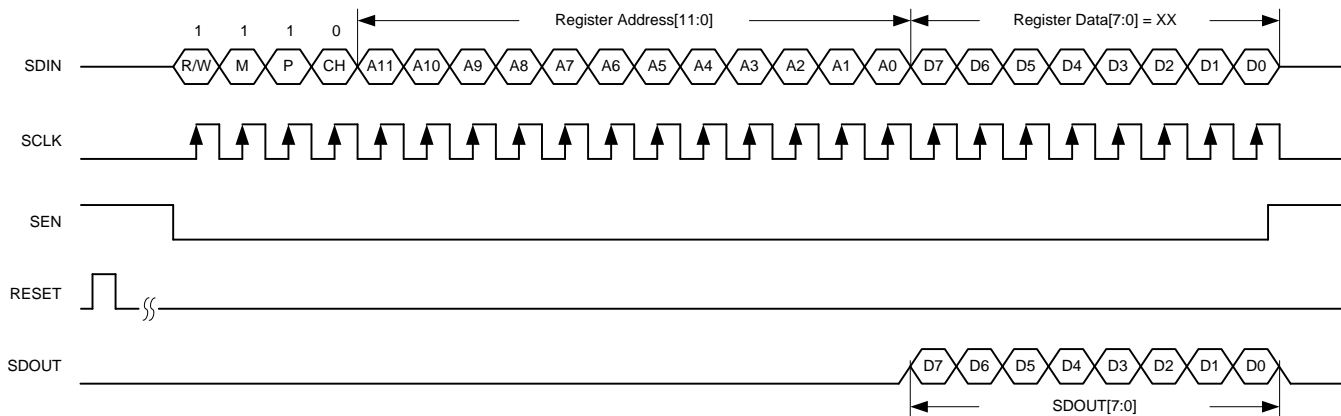 1 1 1 0 Register Address[11:0] Register Data[7:0] = XX
SDIN R/W M P CH A11 A10 A9 A8 A7 A6 A5 A4 A3 A2 A1 A0 D7 D6 D5 D4 D3 D2 D1 D0
SCLK
SEN
RESET
SDOUT D7 D6 D5 D4 D3 D2 D1 D0
SDOUT[7:0]